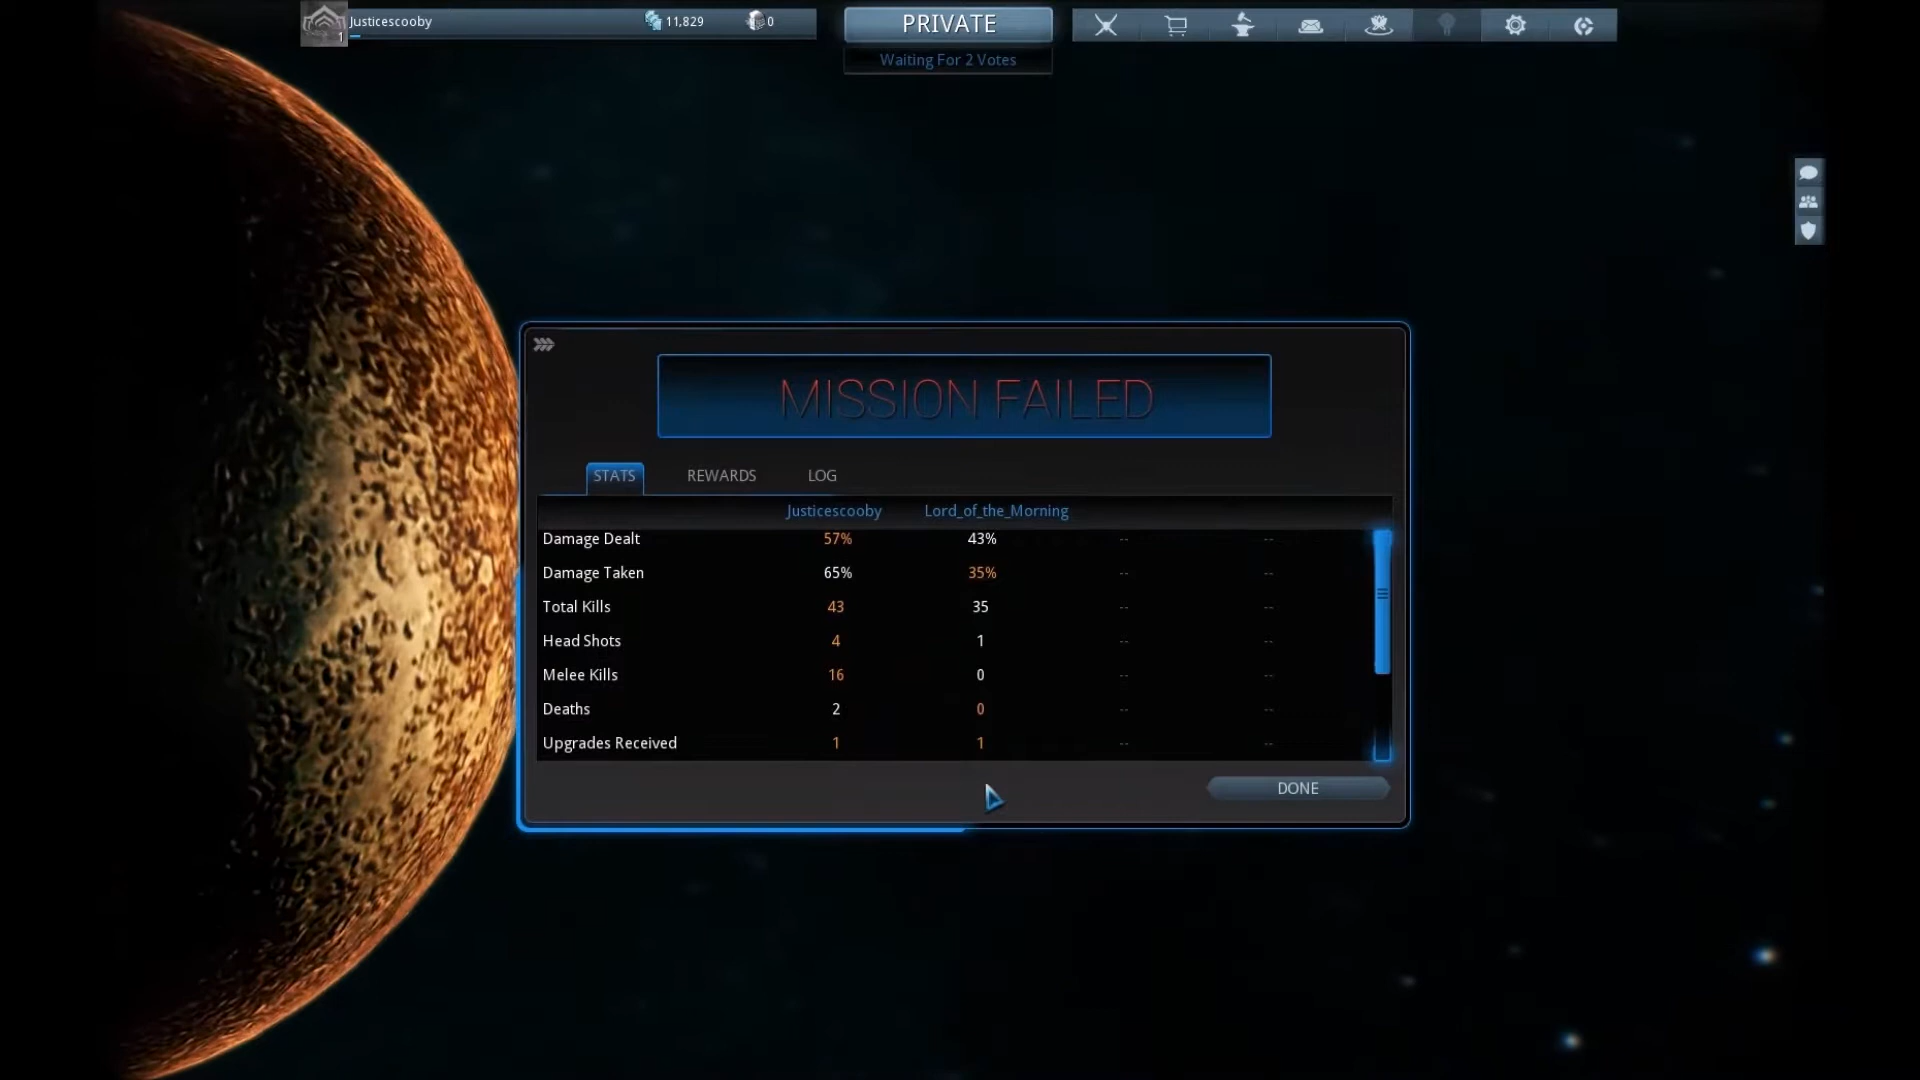 Justicescooby
1
11,829
0
PRIVATE
Waiting For 2 Votes
MISSION FAILED
STATS REWARDS LOG
Justicescooby Lord_of_the_Morning
Damage Dealt 57% 43% -- --
Damage Taken 65% 35% -- --
Total Kills 43 35 -- --
Head Shots 4 1 -- --
Melee Kills 16 0 -- --
Deaths 2 0 -- --
Upgrades Received 1 1 -- --
DONE